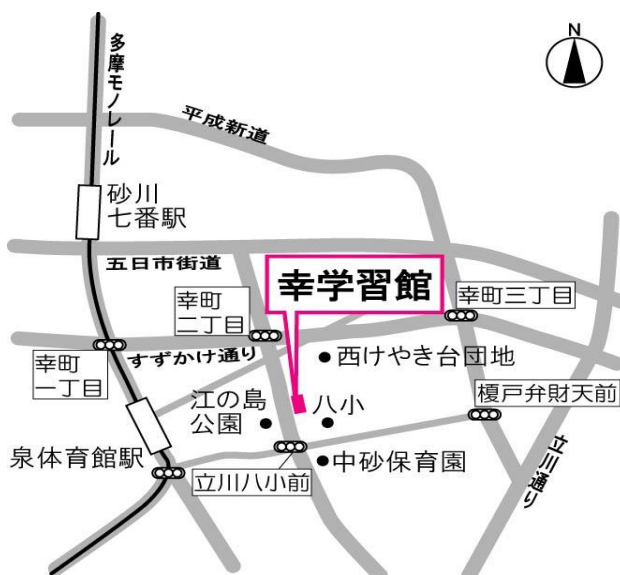 N
多摩モノレール
平成新道
砂川
七番駅
五日市街道
幸学習館
幸町
二丁目
幸町三丁目
幸町
一丁目
すずかけ通り
西けやき台団地
江の島
公園
八小
榎戸弁財天前
泉体育館駅
立川八小前
中砂保育園
立川通り